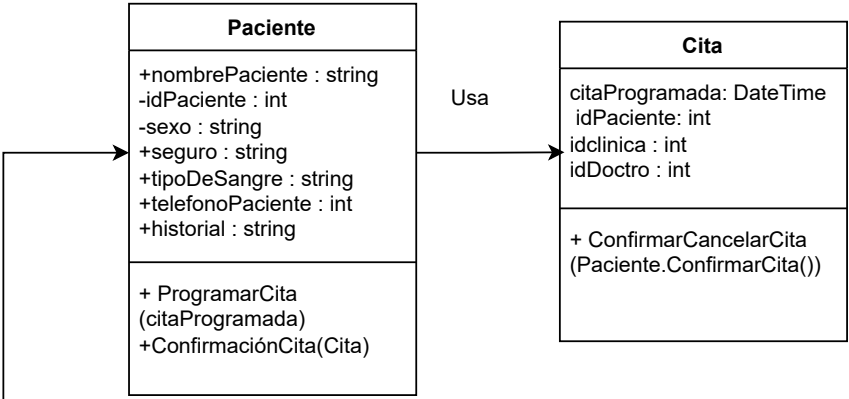 Paciente
+nombrePaciente : string
-idPaciente : int
-sexo : string
+seguro : string
+tipoDeSangre : string
+telefonoPaciente : int
+historial : string
+ ProgramarCita
(citaProgramada)
+ConfirmaciónCita(Cita)
Usa
Cita
citaProgramada: DateTime
idPaciente: int
idclinica : int
idDoctro : int
+ ConfirmarCancelarCita
(Paciente.ConfirmarCita())